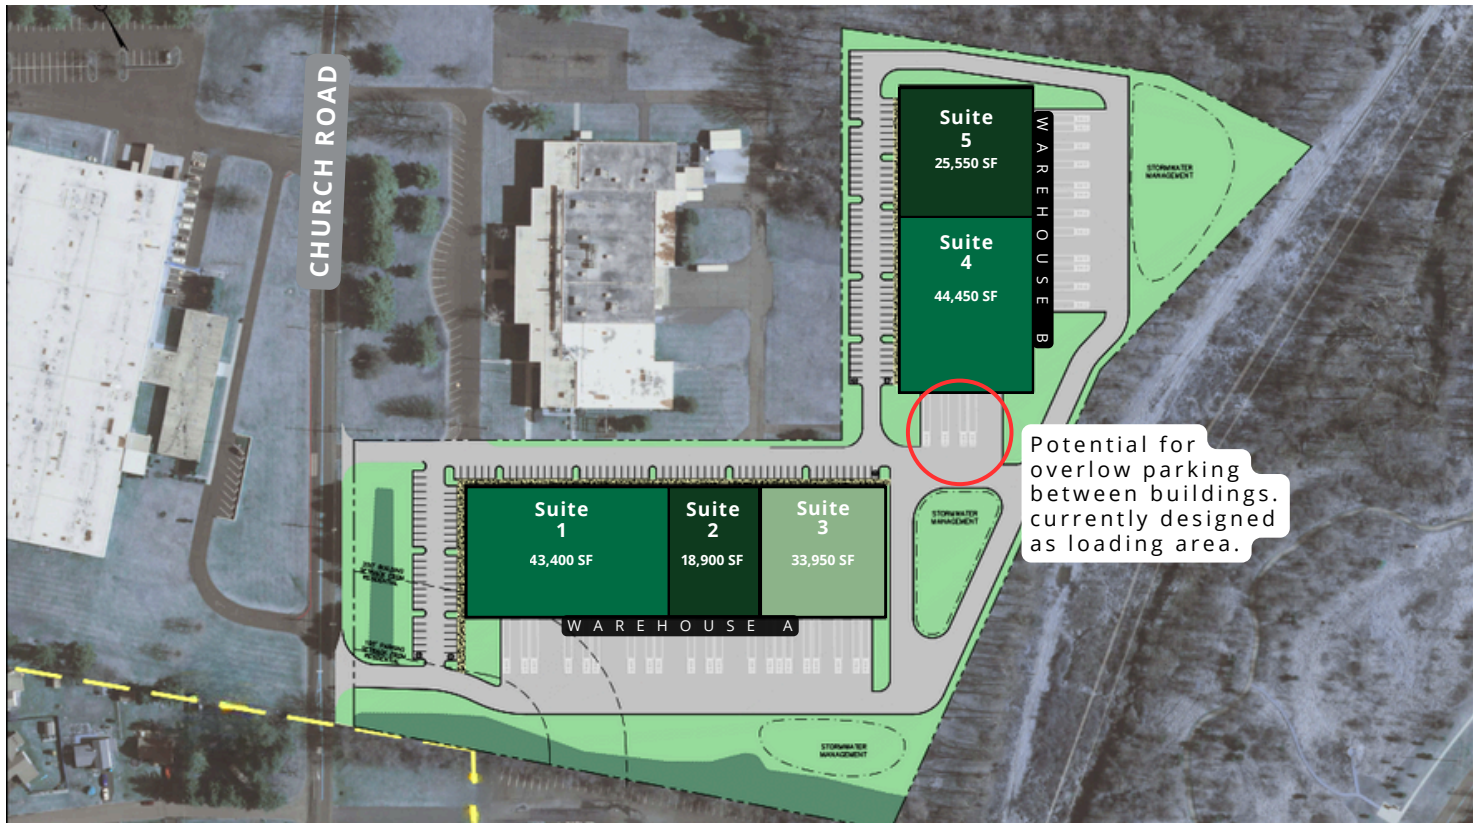 CHURCH ROAD
Suite
5
25,550 SF
Suite
4
44,450 SF
WAREHOUSE B
STORMWATER
MANAGEMENT
Potential for
overlow parking
between buildings.
currently designed
as loading area.
Suite
1
43,400 SF
Suite
2
18,900 SF
Suite
3
33,950 SF
WAREHOUSE A
STORMWATER
MANAGEMENT
STORMWATER
MANAGEMENT